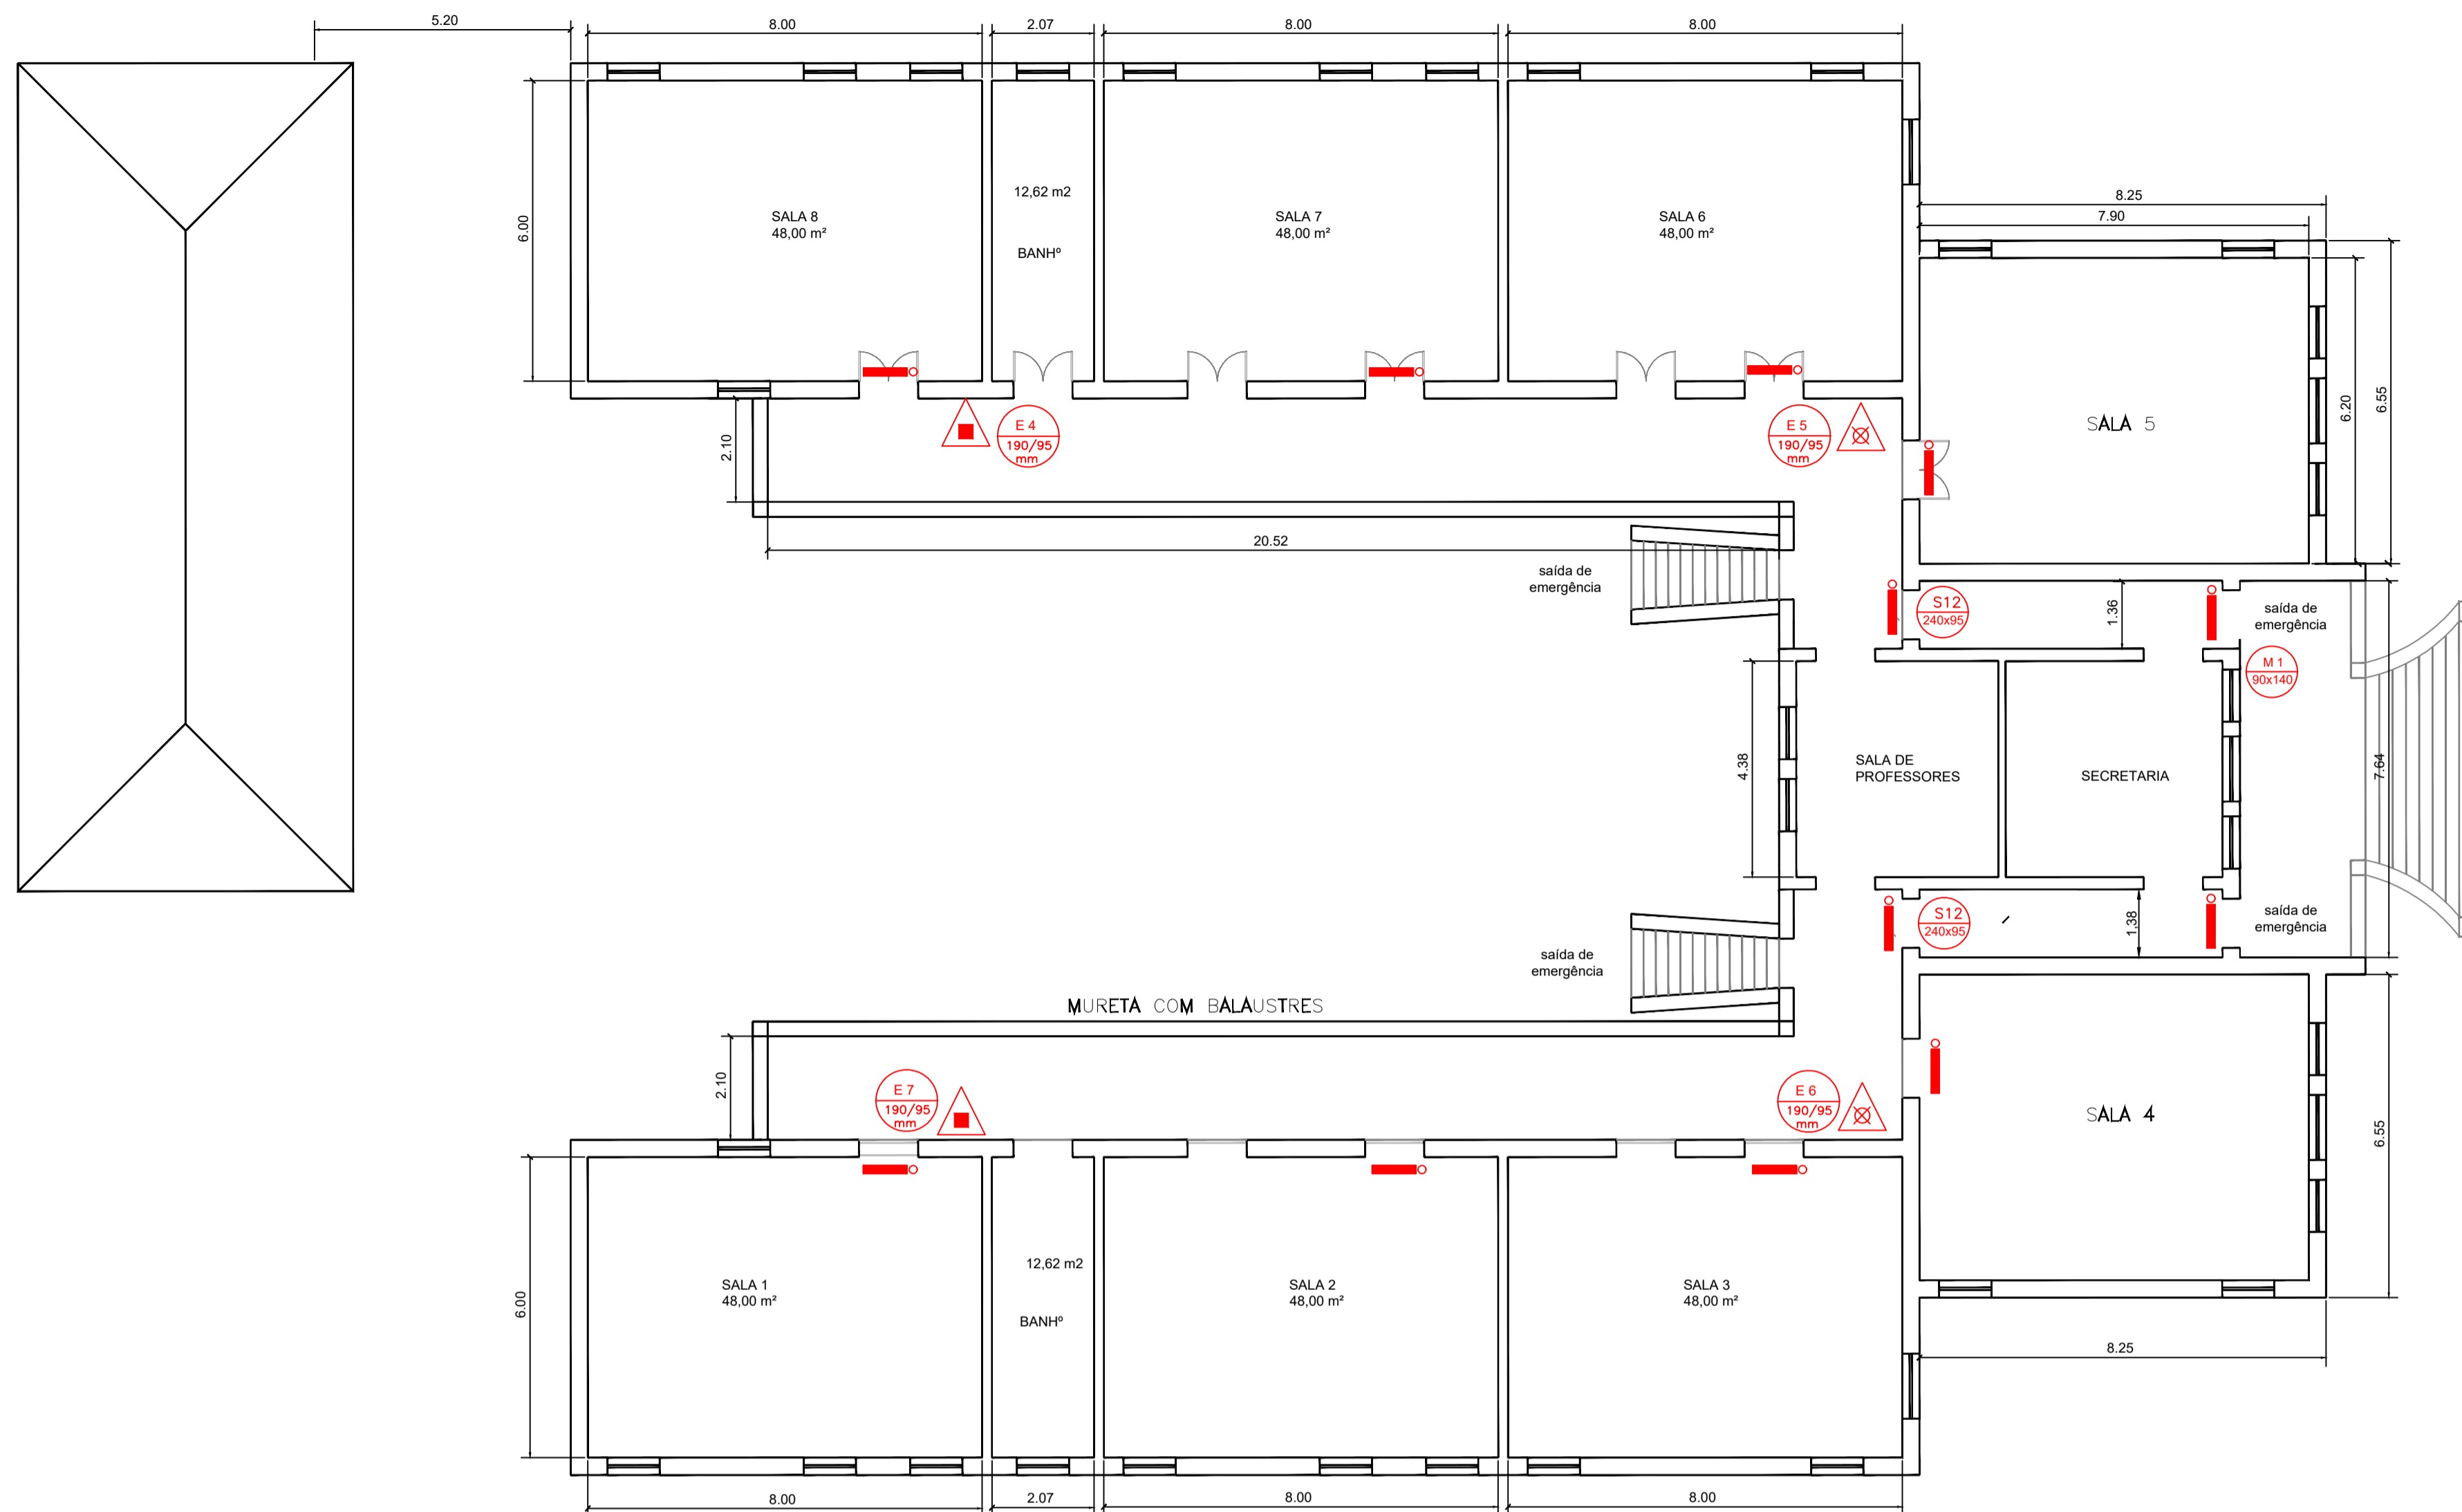 5.20
8.00
2.07
8.00
8.00
6.00
SALA 8
48,00 m²
12,62 m2
BANHº
SALA 7
48,00 m²
SALA 6
48,00 m²
8.25
7.90
6.20
6.55
SALA 5
2.10
E 4
190/95
mm
E 5
190/95
mm
20.52
saída de
emergência
S12
240x95
1.36
saída de
emergência
M 1
90x140
4.38
SALA DE
PROFESSORES
SECRETARIA
7.64
saída de
emergência
S12
240x95
1,38
saída de
emergência
MURETA COM BALAUSTRES
2.10
E 7
190/95
mm
E 6
190/95
mm
SALA 4
6.55
6.00
SALA 1
48,00 m²
12,62 m2
BANHº
SALA 2
48,00 m²
SALA 3
48,00 m²
8.25
8.00
2.07
8.00
8.00